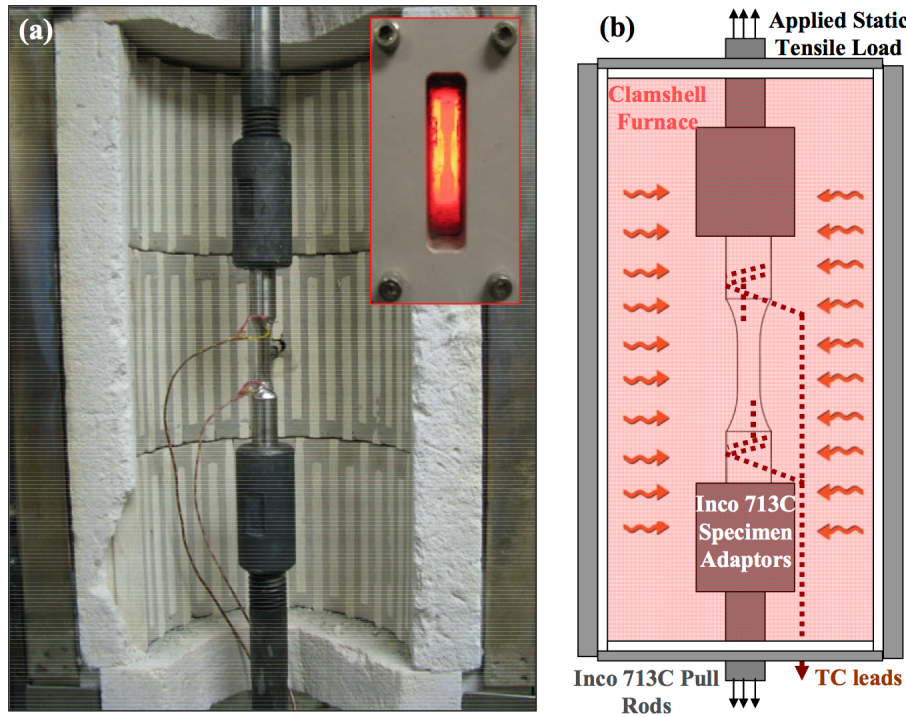 (a)
(b)
Applied Static
Tensile Load
Clamshell
Furnace
Inco 713C
Specimen
Adaptors
Inco 713C Pull
Rods
TC leads